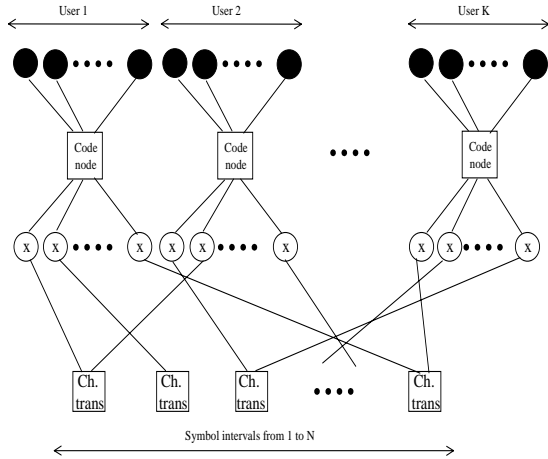 User 1
User 2
User K
Code
node
Code
node
Code
node
x
x
x
x
x
x
x
x
x
Ch.
trans
Ch.
trans
Ch.
trans
Ch.
trans
Symbol intervals from 1 to N